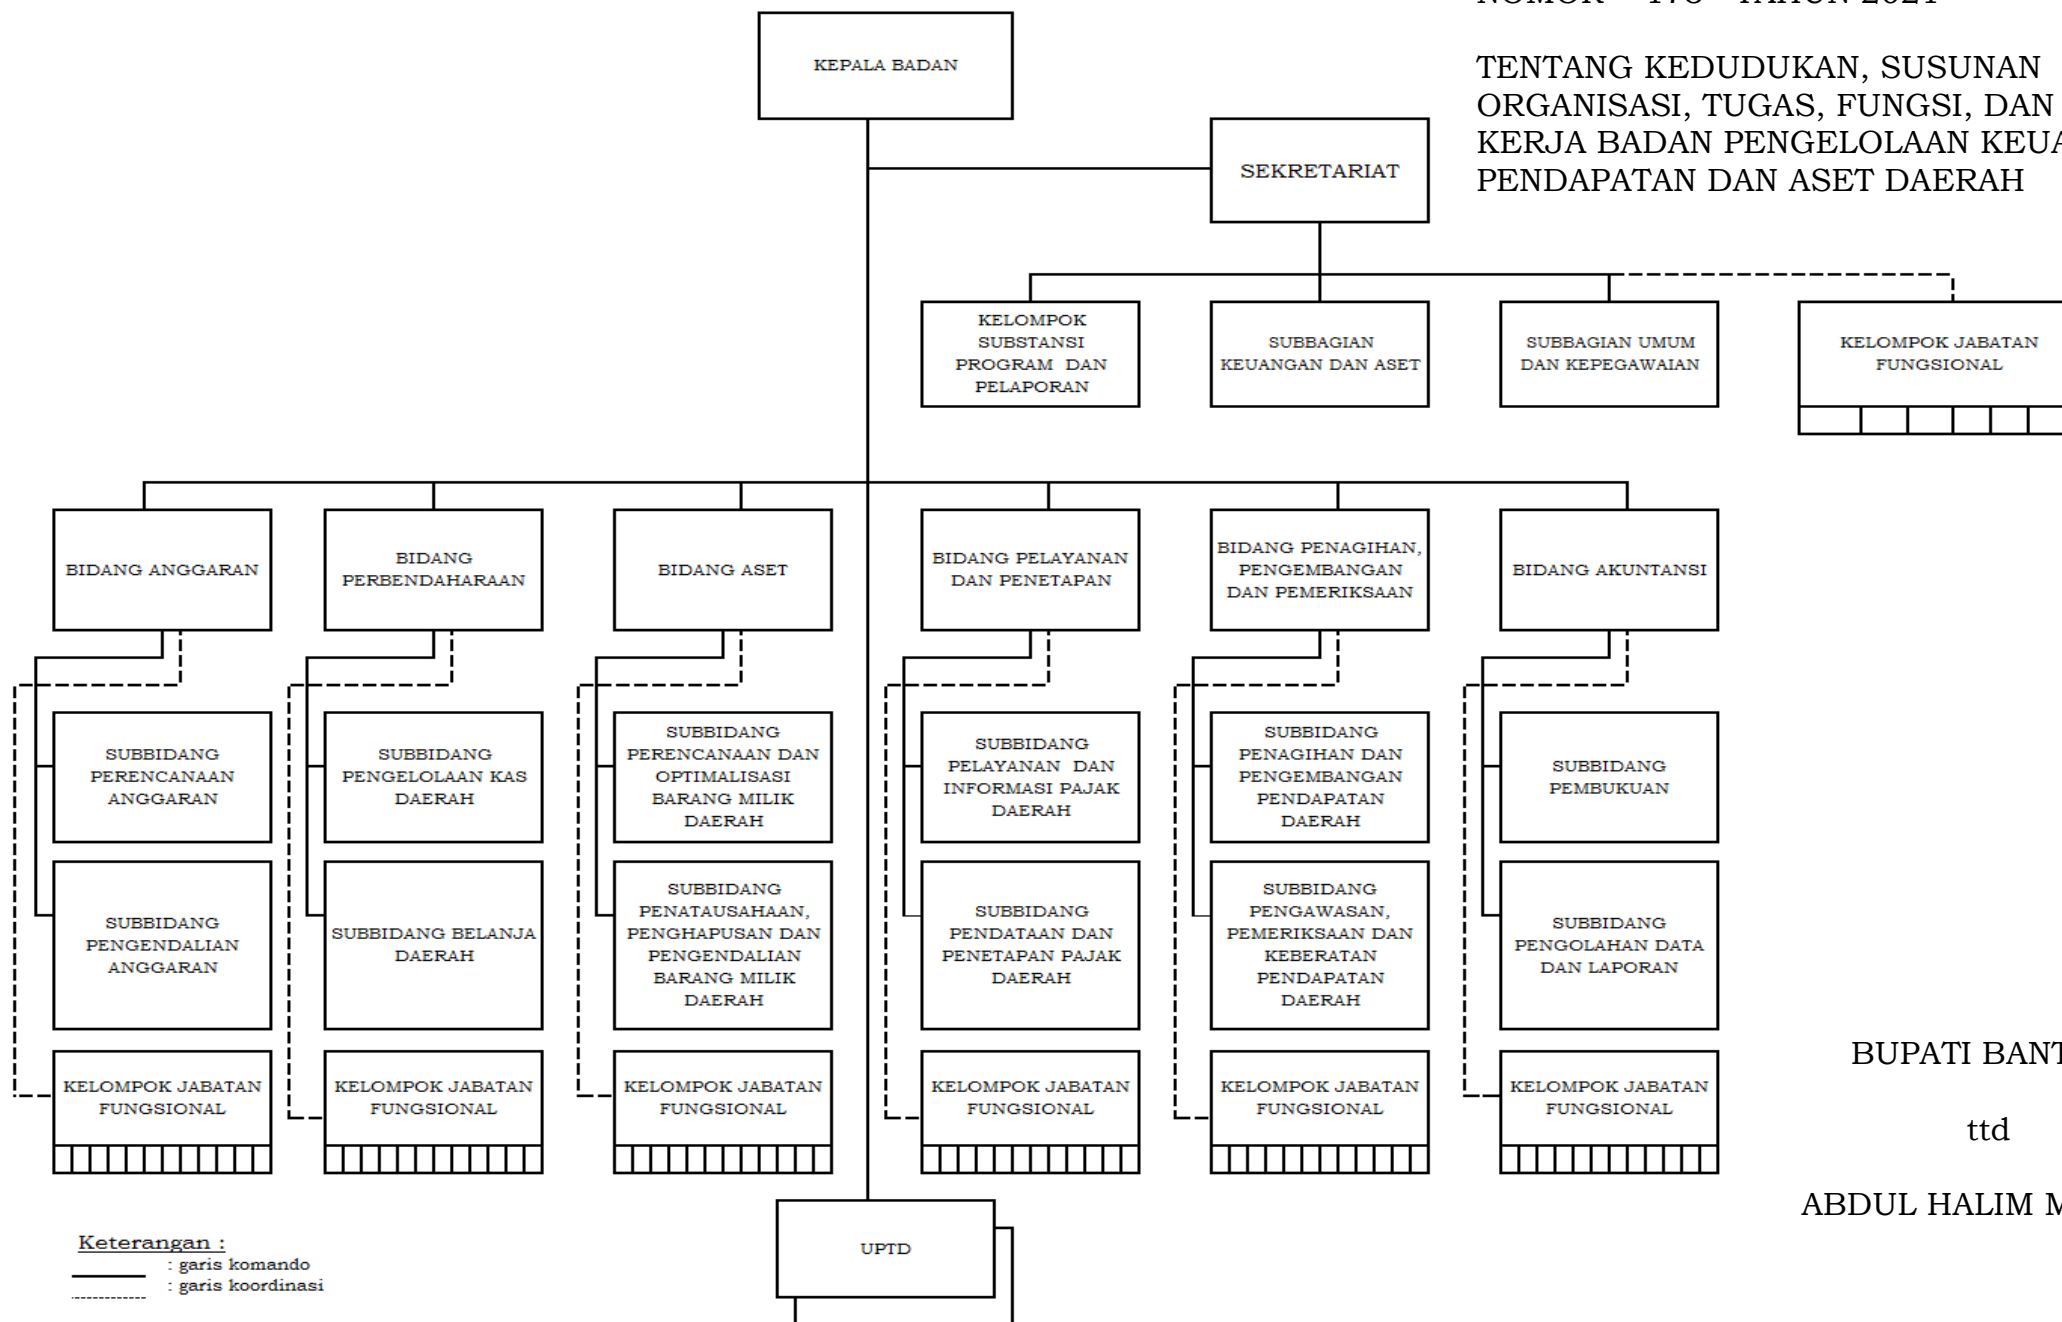 TENTANG KEDUDUKAN, SUSUNAN
ORGANISASI, TUGAS, FUNGSI, DAN
KERJA BADAN PENGELOLAAN
PENDAPATAN DAN ASET DAERAH
KEPALA BADAN
SEKRETARIAT
KELOMPOK
SUBSTANSI
PROGRAM DAN
PELAPORAN
SUBBAGIAN
KEUANGAN DAN ASET
SUBBAGIAN UMUM
DAN KEPEGAWAIAN
KELOMPOK JABATAN
FUNGSIONAL
BIDANG ANGGARAN
BIDANG
PERBENDAHARAAN
BIDANG ASET
BIDANG PELAYANAN
DAN PENETAPAN
BIDANG PENAGIHAN,
PENGEMBANGAN
DAN PEMERIKSAAN
BIDANG AKUNTANSI
SUBBIDANG
PERENCANAAN
ANGGARAN
SUBBIDANG
PENGELOLAAN KAS
DAERAH
SUBBIDANG
PERENCANAAN DAN
OPTIMALISASI
BARANG MILIK
DAERAH
SUBBIDANG
PELAYANAN DAN
INFORMASI PAJAK
DAERAH
SUBBIDANG
PENAGIHAN DAN
PENGEMBANGAN
PENDAPATAN
DAERAH
SUBBIDANG
PEMBUKUAN
SUBBIDANG
PENGENDALIAN
ANGGARAN
SUBBIDANG BELANJA
DAERAH
SUBBIDANG
PENATAUSAHAAN,
PENGHAPUSAN DAN
PENGENDALIAN
BARANG MILIK
DAERAH
SUBBIDANG
PENDATAAN DAN
PENETAPAN PAJAK
DAERAH
SUBBIDANG
PENGAWASAN,
PEMERIKSAAN DAN
KEBERATAN
PENDAPATAN
DAERAH
SUBBIDANG
PENGOLAHAN DATA
DAN LAPORAN
KELOMPOK JABATAN
FUNGSIONAL
KELOMPOK JABATAN
FUNGSIONAL
KELOMPOK JABATAN
FUNGSIONAL
KELOMPOK JABATAN
FUNGSIONAL
KELOMPOK JABATAN
FUNGSIONAL
KELOMPOK JABATAN
FUNGSIONAL
UPTD
Keterangan :
: garis komando
: garis koordinasi
BUPATI
ttd
ABDUL HALIM